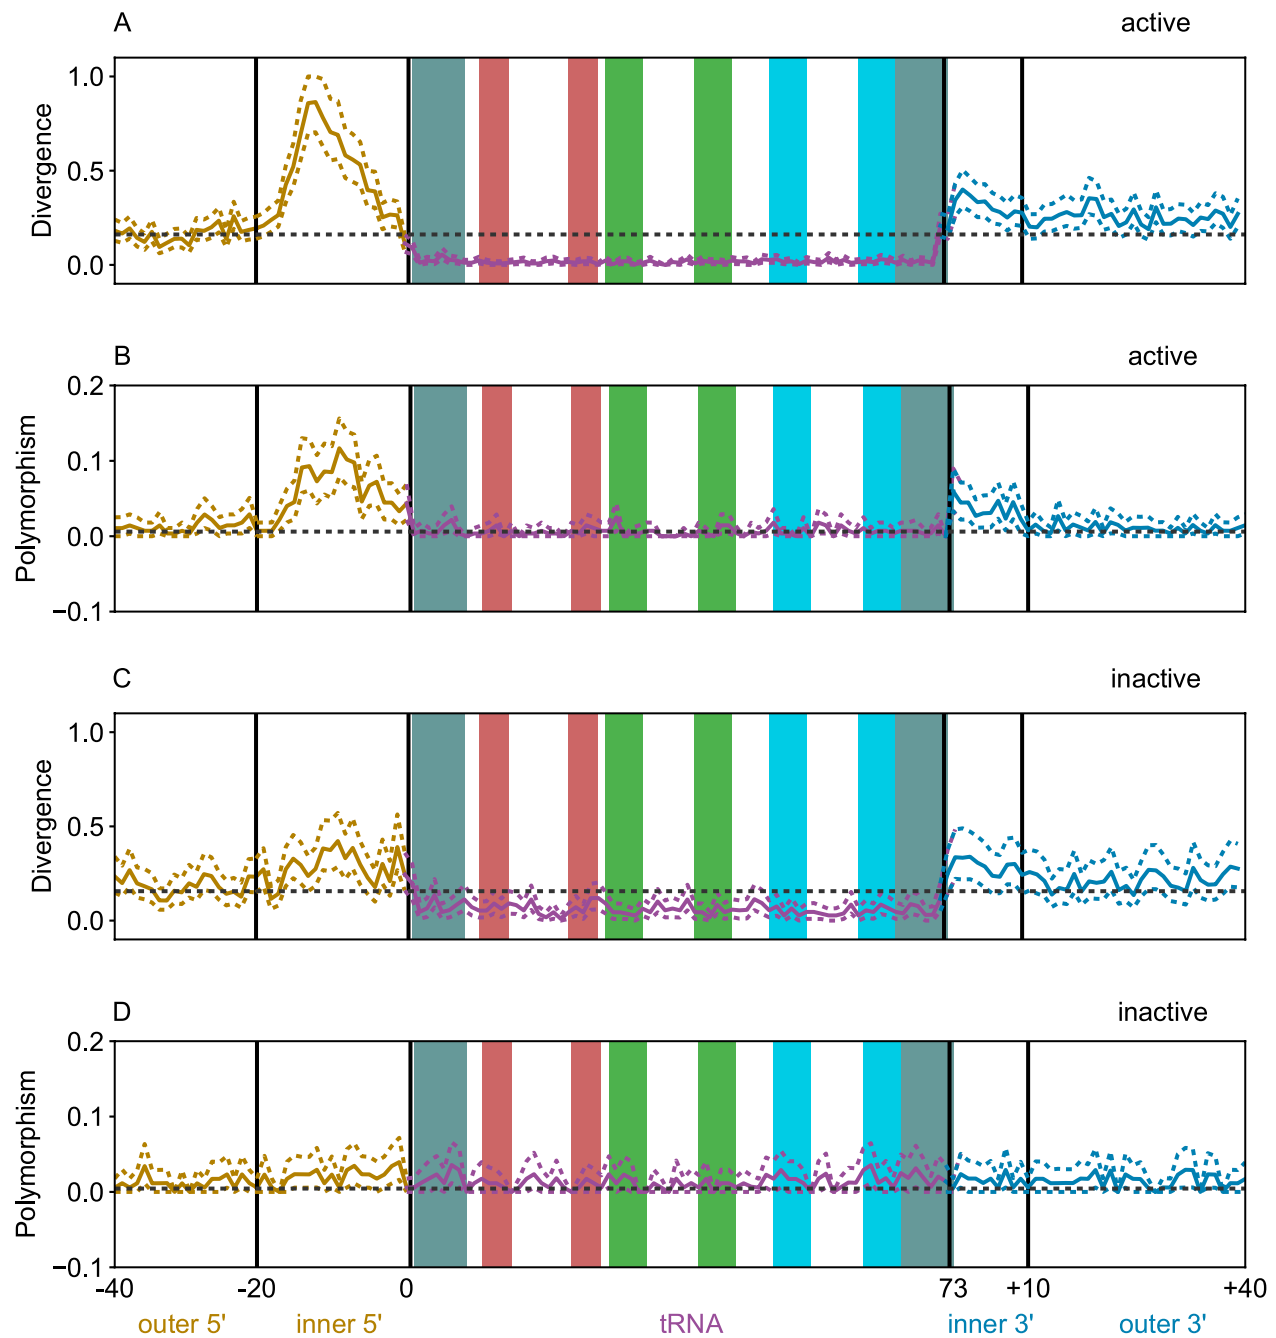 A
active
1.0
0.5
0.0
Divergence
B
active
0.2
0.1
0.0
−0.1
Polymorphism
C
inactive
1.0
0.5
0.0
Divergence
D
inactive
0.2
0.1
0.0
−0.1
Polymorphism
-40 -20 0 73 +10 +40
outer 5' inner 5' tRNA inner 3' outer 3'